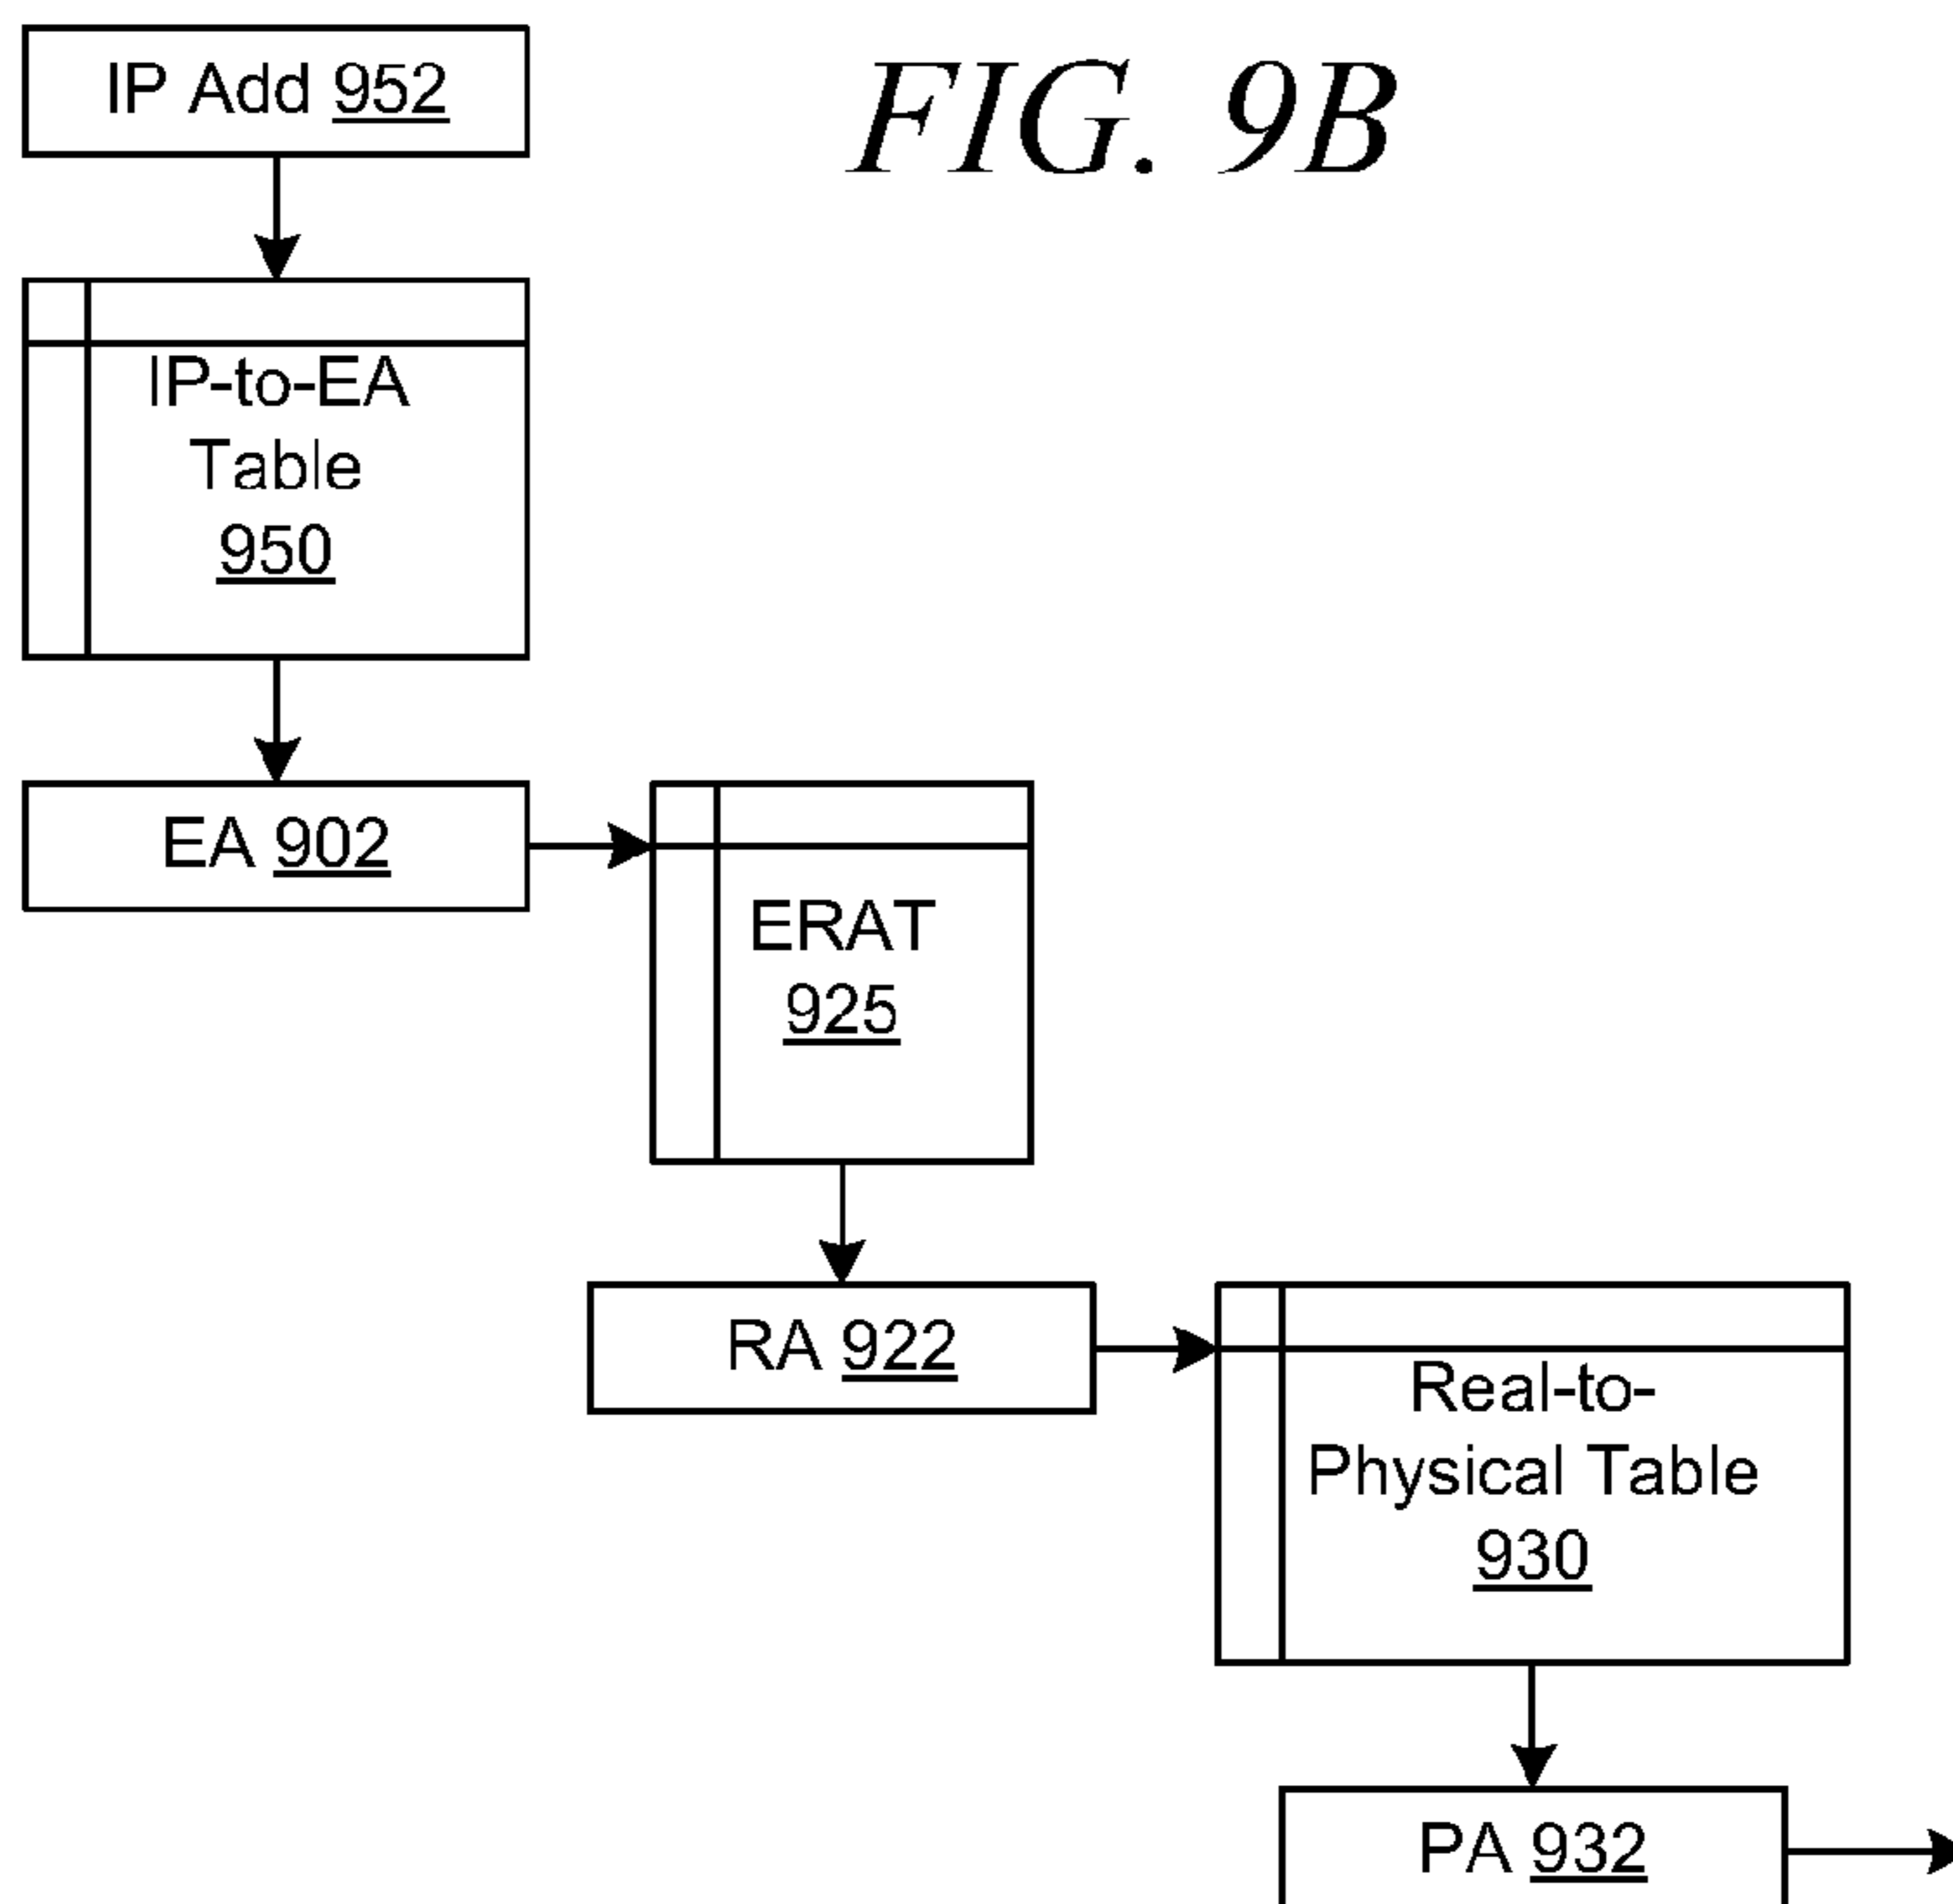 IP Add 952
FIG. 9B
IP-to-EA
Table
950
EA 902
ERAT
925
RA 922
Real-to-
Physical Table
930
PA 932